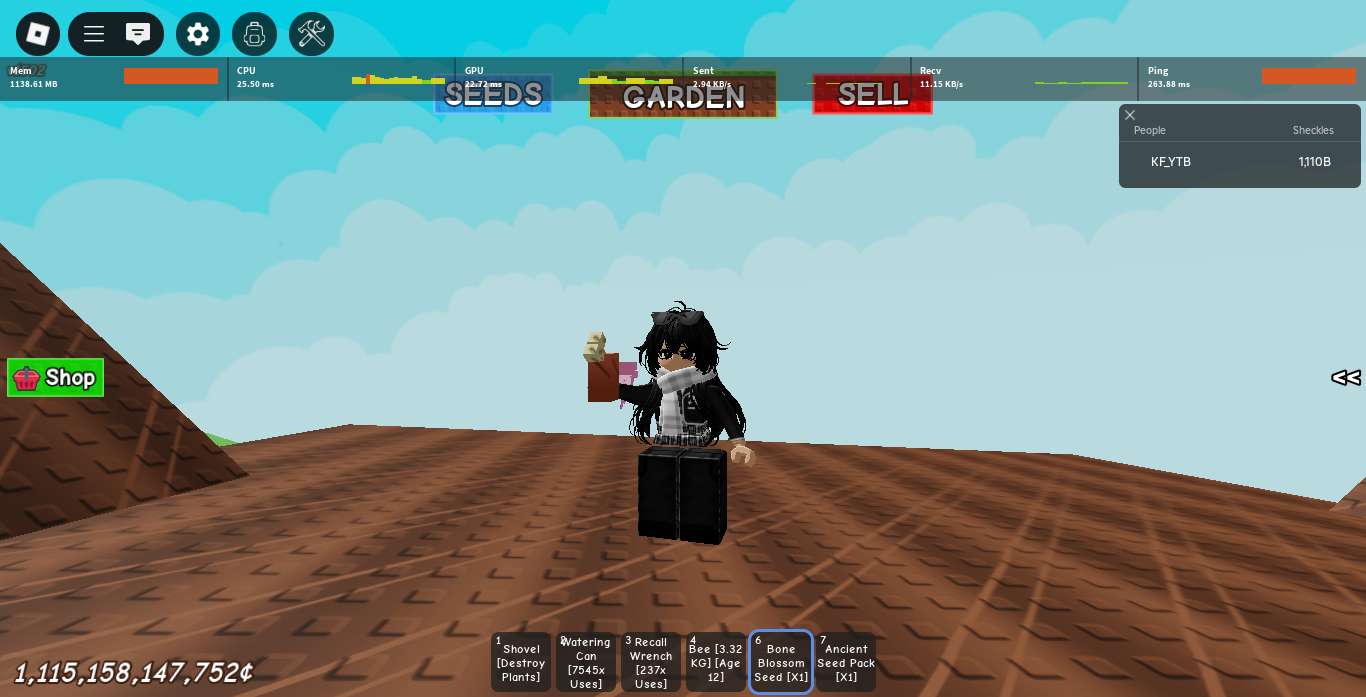 Mem
1138.61 MB
CPU
25.50 ms
GPU
22.72 ms
Sent
2.94 KB/s
Recv
11.15 KB/s
Ping
263.88 ms
SEEDS
GARDEN
SELL
People
Sheckles
KF_YTB
1,110B
Shop
<<
1
Shovel
[Destroy
Plants]
2
Watering
Can
[7545x
Uses]
3
Recall
Wrench
[237x
Uses]
4
Bee [3.32
KG] [Age
12]
6
Bone
Blossom
Seed [X1]
7
Ancient
Seed Pack
[X1]
1,115,158,147,752¢